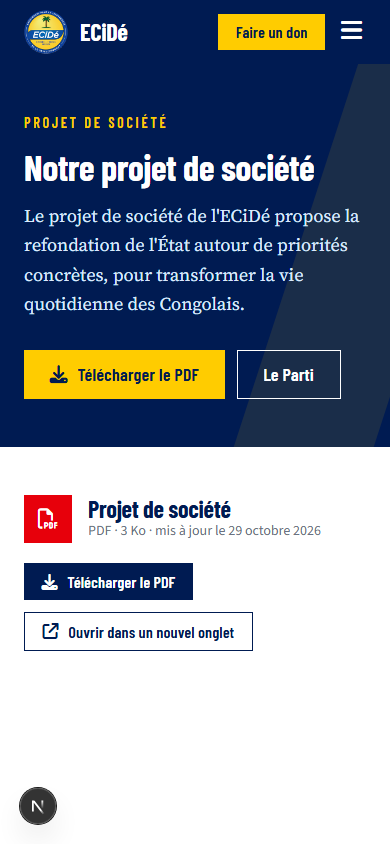 ECiDé
ECiDé
Faire un don
PROJET DE SOCIÉTÉ
Notre projet de société
Le projet de société de l'ECiDé propose la
refondation de l'État autour de priorités
concrètes, pour transformer la vie
quotidienne des Congolais.
Télécharger le PDF
Le Parti
PDF
Projet de société
PDF · 3 Ko · mis à jour le 29 octobre 2026
Télécharger le PDF
Ouvrir dans un nouvel onglet
N